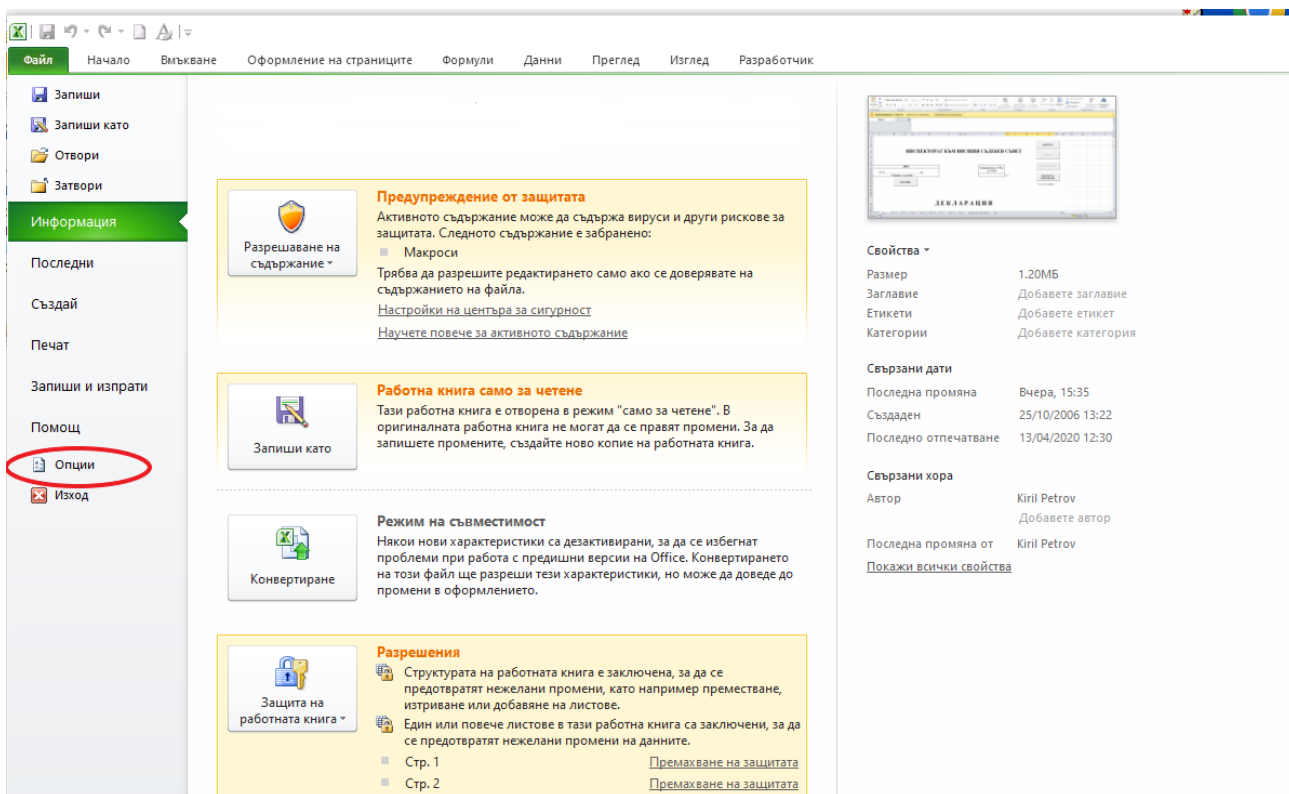 Файл Начало Вмъкване Оформление на страниците Формули Данни Преглед Изглед Разработчик
Запиши
Запиши като
Отвори
Затвори
Информация
Последни
Създай
Печат
Запиши и изпрати
Помощ
Опции
Изход
Разрешаване на
съдържание
Предупреждение от защитата
Активното съдържание може да съдържа вируси и други рискове за
защитата. Следното съдържание е забранено:
Макроси
Трябва да разрешите редактирането само ако се доверявате на
съдържанието на файла.
Настройки на центъра за сигурност
Научете повече за активното съдържание
Запиши като
Работна книга само за четене
Тази работна книга е отворена в режим "само за четене". В
оригиналната работна книга не могат да се правят промени. За да
запишете промените, създайте ново копие на работната книга.
Конвертиране
Режим на съвместимост
Някои нови характеристики са дезактивирани, за да се избегнат
проблеми при работа с предишни версии на Office. Конвертирането
на този файл ще разреши тези характеристики, но може да доведе до
промени в оформлението.
Защита на
работната книга
Разрешения
Структурата на работната книга е заключена, за да се
предотвратят нежелани промени, като например преместване,
изтриване или добавяне на листове.
Един или повече листове в тази работна книга са заключени, за да
се предотвратят нежелани промени на данните.
Стр. 1 Премахване на защитата
Стр. 2 Премахване на защитата
ИНСПЕКТОРАТ КЪМ ВИСШИЯ СЪДЕБЕН СЪВЕТ
ДЕКЛАРАЦИЯ
Свойства
Размер 1.20МБ
Заглавие Добавете заглавие
Етикети Добавете етикет
Категории Добавете категория
Свързани дати
Последна промяна Вчера, 15:35
Създаден 25/10/2006 13:22
Последно отпечатване 13/04/2020 12:30
Свързани хора
Автор Kiril Petrov
Добавете автор
Последна промяна от Kiril Petrov
Покажи всички свойства